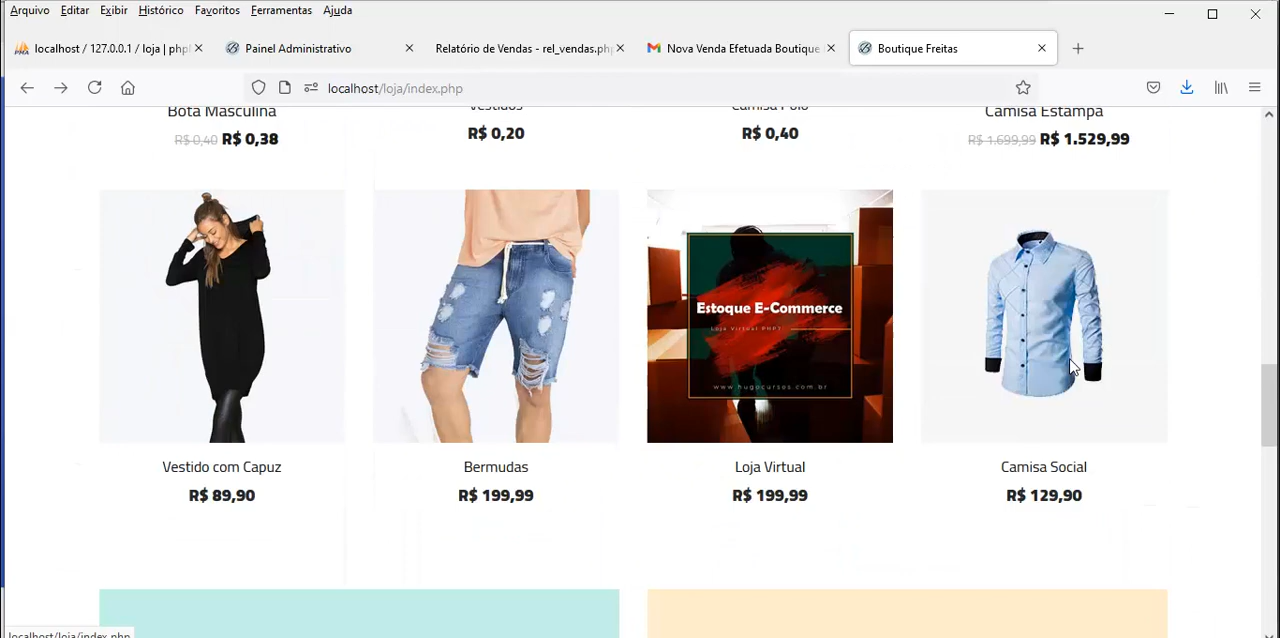 Arquivo Editar Exibir Histórico Favoritos Ferramentas Ajuda
localhost / 127.0.0.1 / loja | php
Painel Administrativo
Relatório de Vendas - rel_vendas.php
Nova Venda Efetuada Boutique
Boutique Freitas
localhost/loja/index.php
Bota Masculina
Vestidos
Camisa Polo
Camisa Estampa
R$ 0,40 R$ 0,38
R$ 0,20
R$ 0,40
R$ 1.699,99 R$ 1.529,99
Estoque E-Commerce
Loja Virtual PHP7
www.hugocursos.com.br
Vestido com Capuz
R$ 89,90
Bermudas
R$ 199,99
Loja Virtual
R$ 199,99
Camisa Social
R$ 129,90
localhost/loja/index.php